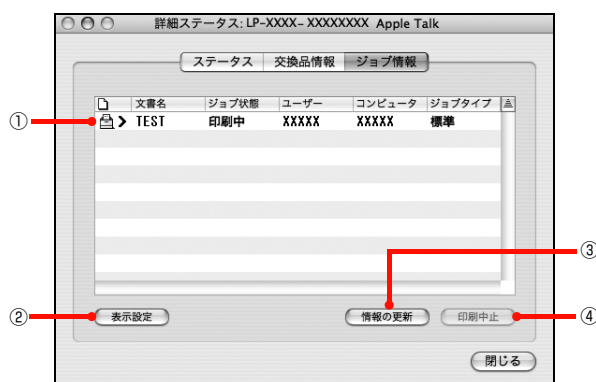 詳細ステータス: LP-XXXX- XXXXXXXX Apple Talk
ステータス 交換品情報 ジョブ情報
文書名 ジョブ状態 ユーザー コンピュータ ジョブタイプ
① TEST 印刷中 XXXXX XXXXX 標準
③
② 表示設定 情報の更新 印刷中止 ④
閉じる